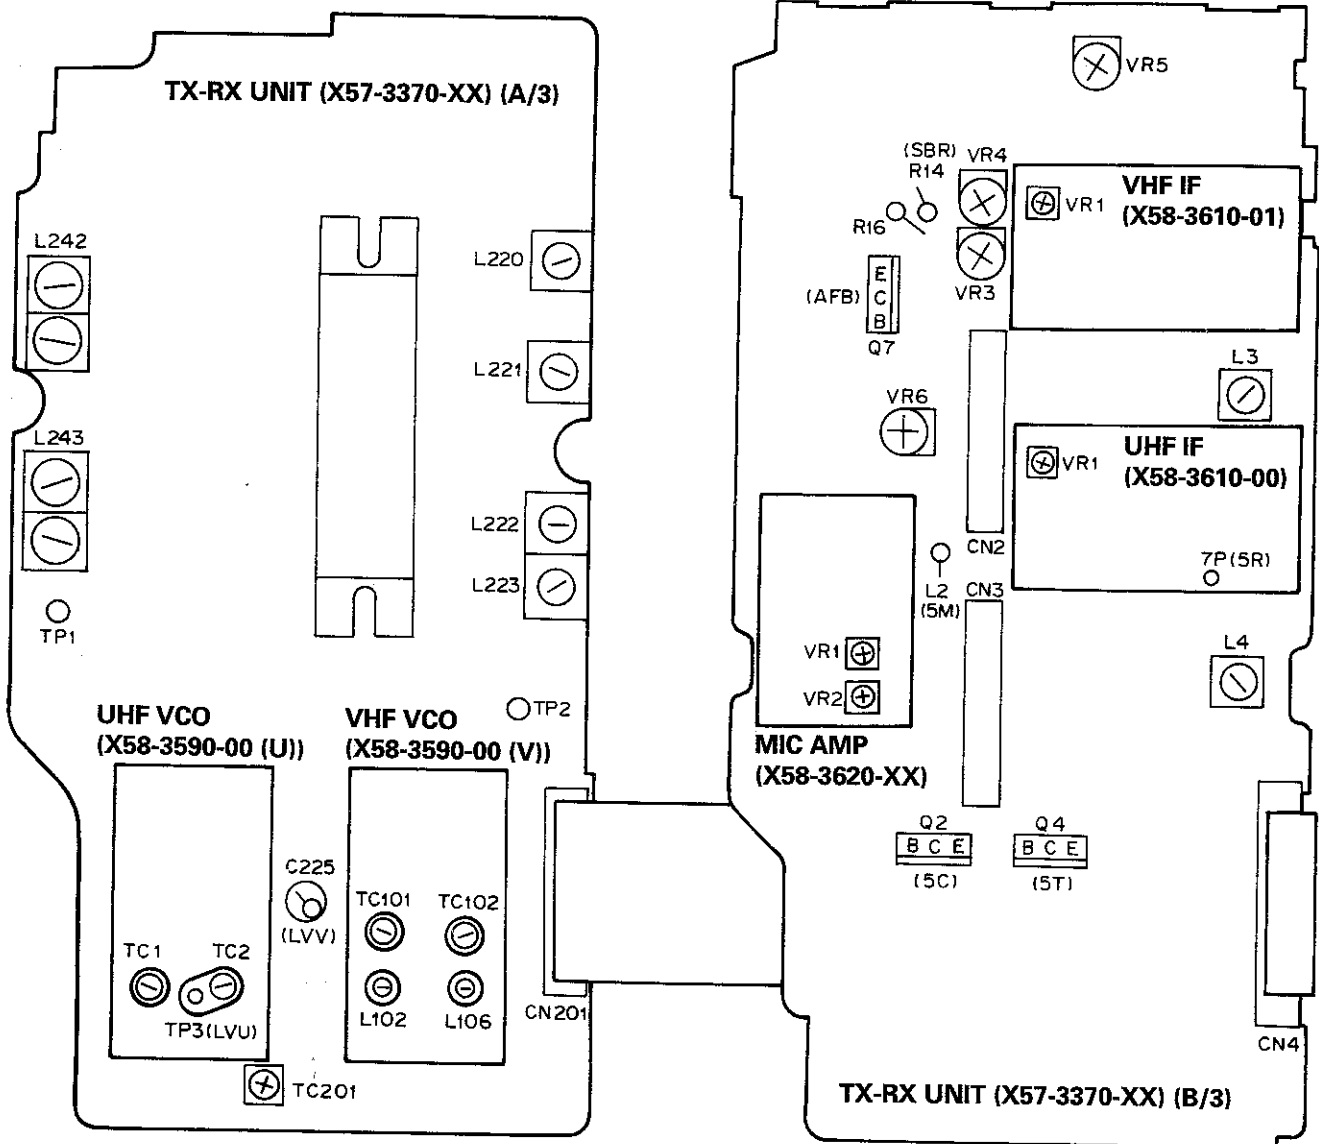 TX-RX UNIT (X57-3370-XX) (A/3)
L242
L220
L221
L243
L222
L223
TP1
TP2
UHF VCO
(X58-3590-00 (U))
VHF VCO
(X58-3590-00 (V))
C225
(LVV)
TC101
TC102
TC1
TC2
TP3(LVU)
L102
L106
CN201
TC201
VR5
(SBR)
R14
VR4
R16
VR3
VR1
VHF IF
(X58-3610-01)
(AFB)
E
C
B
Q7
L3
VR6
VR1
UHF IF
(X58-3610-00)
CN2
7P(5R)
L2
(5M)
CN3
VR1
VR2
L4
MIC AMP
(X58-3620-XX)
Q2
B C E
(5C)
Q4
B C E
(5T)
CN4
TX-RX UNIT (X57-3370-XX) (B/3)